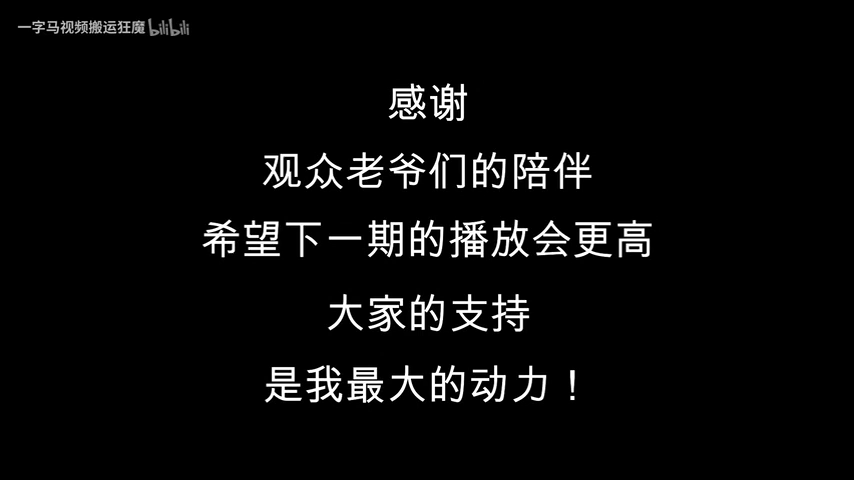 一字马视频搬运狂魔 bilibili
感谢
观众老爷们的陪伴
希望下一期的播放会更高
大家的支持
是我最大的动力！